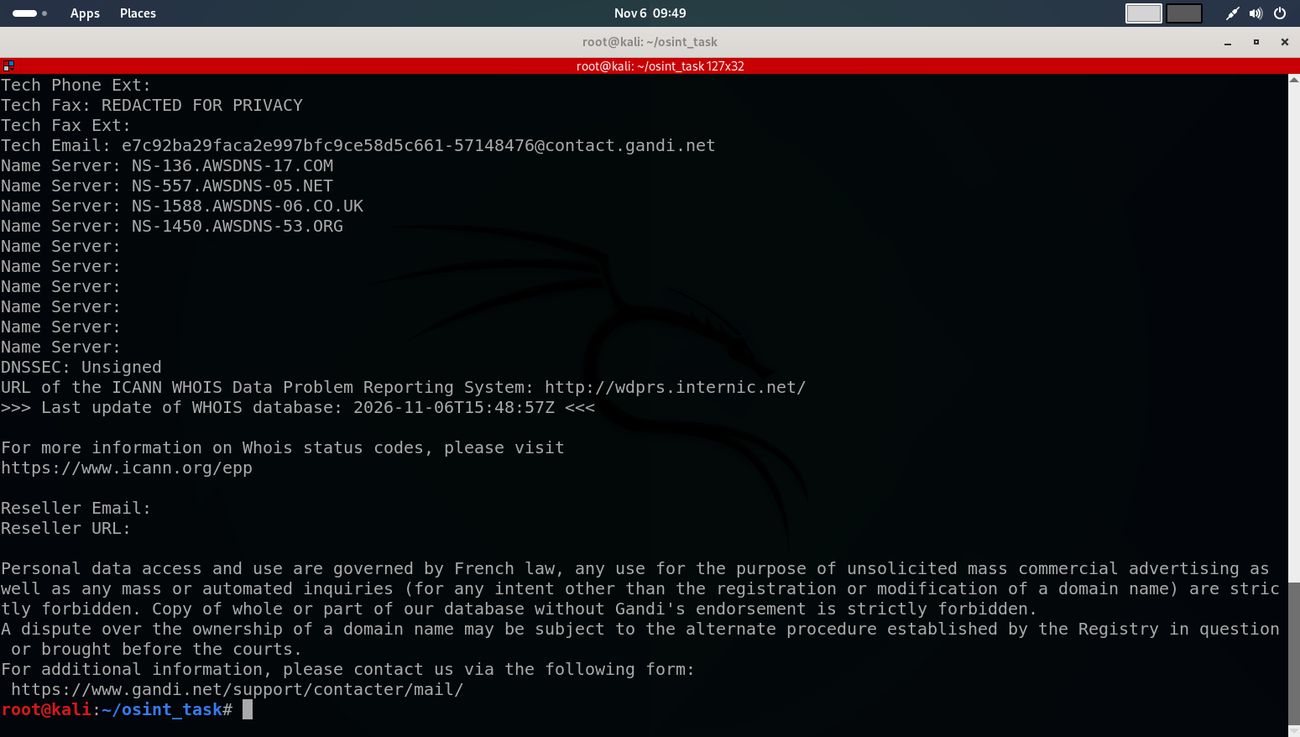 Apps Places Nov 6 09:49
root@kali: ~/osint_task
root@kali: ~/osint_task 127x32
Tech Phone Ext:
Tech Fax: REDACTED FOR PRIVACY
Tech Fax Ext:
Tech Email: e7c92ba29faca2e997bfc9ce58d5c661-57148476@contact.gandi.net
Name Server: NS-136.AWSDNS-17.COM
Name Server: NS-557.AWSDNS-05.NET
Name Server: NS-1588.AWSDNS-06.CO.UK
Name Server: NS-1450.AWSDNS-53.ORG
Name Server:
Name Server:
Name Server:
Name Server:
Name Server:
Name Server:
DNSSEC: Unsigned
URL of the ICANN WHOIS Data Problem Reporting System: http://wdprs.internic.net/
>>> Last update of WHOIS database: 2026-11-06T15:48:57Z <<<
For more information on Whois status codes, please visit
https://www.icann.org/epp
Reseller Email:
Reseller URL:
Personal data access and use are governed by French law, any use for the purpose of unsolicited mass commercial advertising as
well as any mass or automated inquiries (for any intent other than the registration or modification of a domain name) are stric
tly forbidden. Copy of whole or part of our database without Gandi's endorsement is strictly forbidden.
A dispute over the ownership of a domain name may be subject to the alternate procedure established by the Registry in question
or brought before the courts.
For additional information, please contact us via the following form:
https://www.gandi.net/support/contacter/mail/
root@kali:~/osint_task#